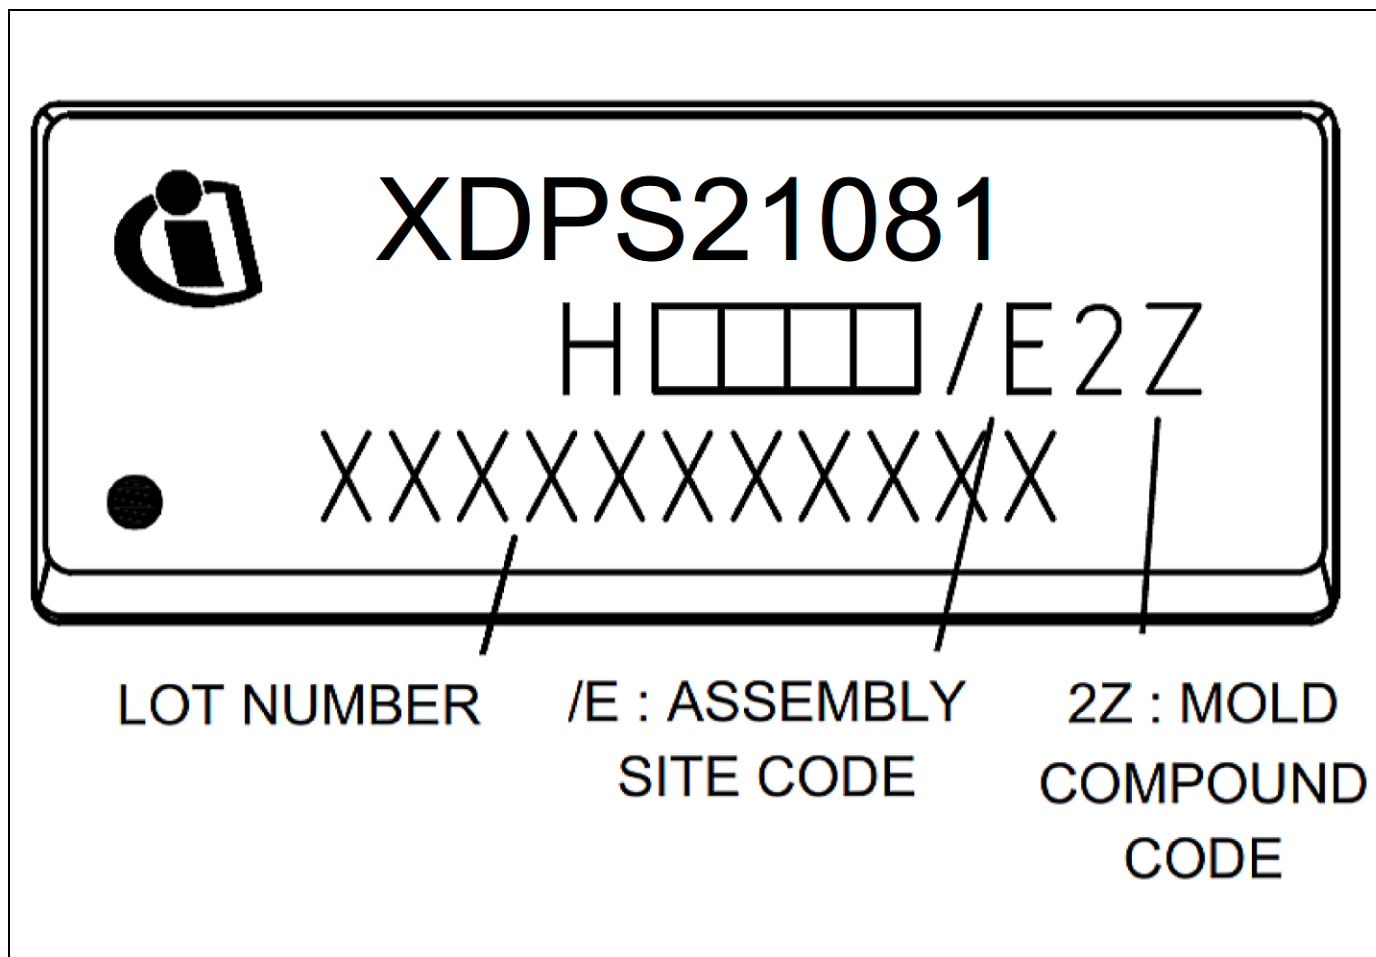 XDPS21081
H□□□□/E2Z
XXXXXXXXXXX
LOT NUMBER
/E : ASSEMBLY
SITE CODE
2Z : MOLD
COMPOUND
CODE